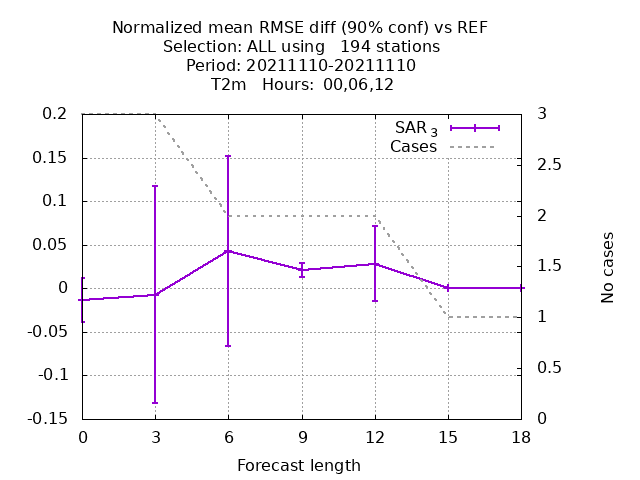 Normalized mean RMSE diff (90% conf) vs REF
Selection: ALL using   194 stations
Period: 20211110-20211110
T2m   Hours:  00,06,12
0.2
0.15
0.1
0.05
0
-0.05
-0.1
-0.15
SAR 3
Cases
3
2.5
2
1.5
1
0.5
0
No cases
0 3 6 9 12 15 18
Forecast length